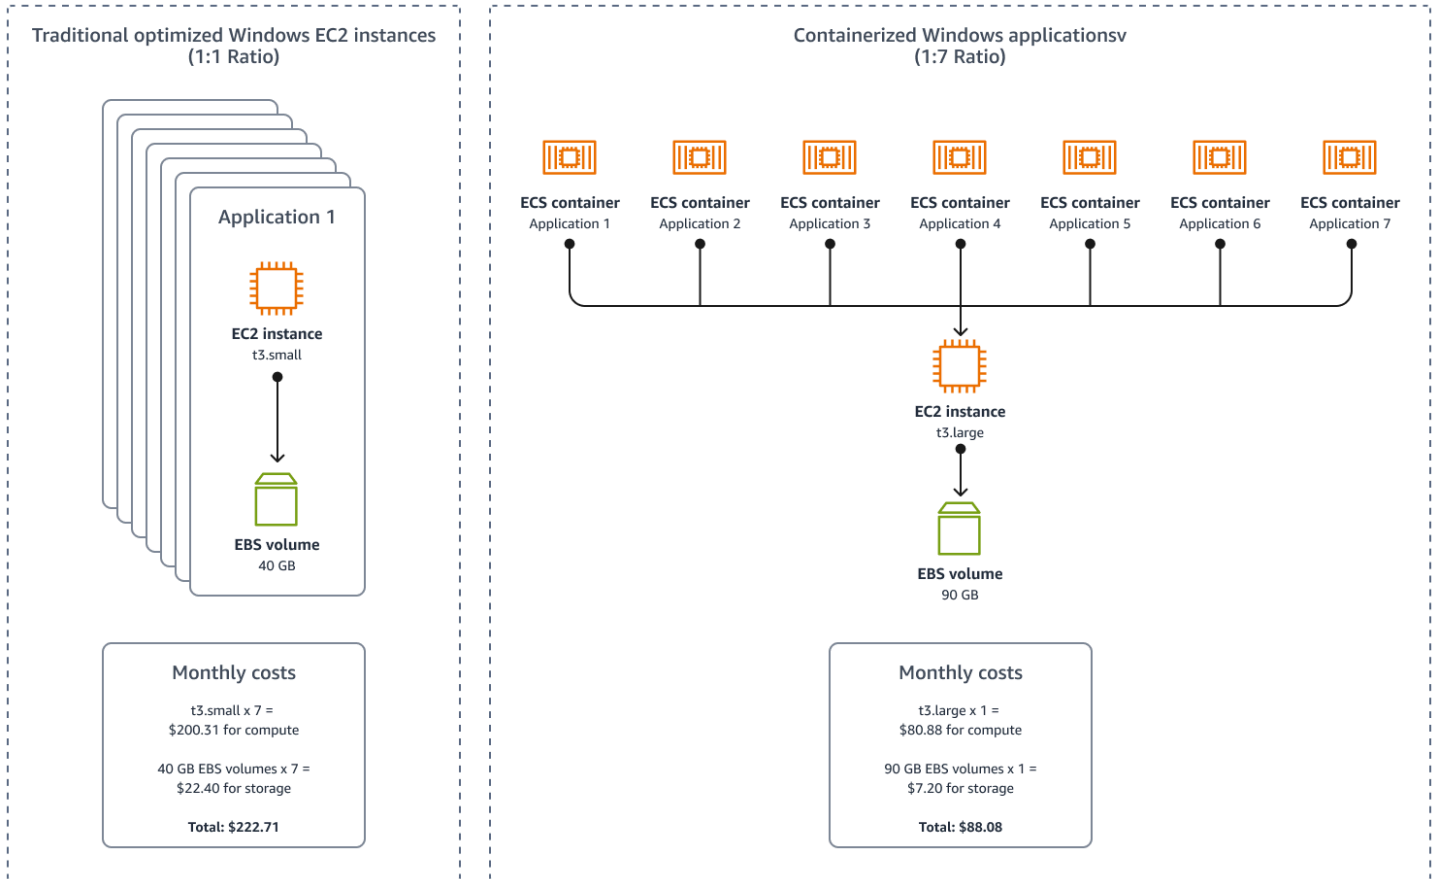 Traditional optimized Windows EC2 instances
(1:1 Ratio)
Application 1
EC2 instance
t3.small
EBS volume
40 GB
Monthly costs
t3.small x 7 =
$200.31 for compute
40 GB EBS volumes x 7 =
$22.40 for storage
Total: $222.71
Containerized Windows applicationsv
(1:7 Ratio)
ECS container
Application 1
ECS container
Application 2
ECS container
Application 3
ECS container
Application 4
ECS container
Application 5
ECS container
Application 6
ECS container
Application 7
EC2 instance
t3.large
EBS volume
90 GB
Monthly costs
t3.large x 1 =
$80.88 for compute
90 GB EBS volumes x 1 =
$7.20 for storage
Total: $88.08